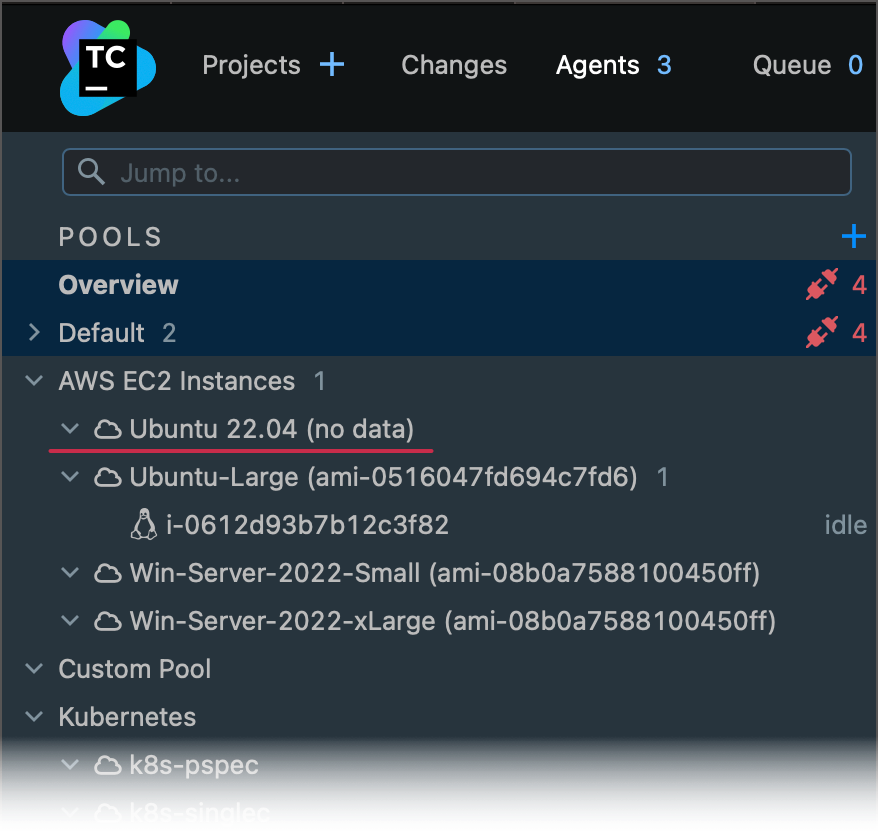 TC
Projects + Changes Agents 3 Queue 0
Jump to...
POOLS +
Overview 4
Default 2 4
AWS EC2 Instances 1
Ubuntu 22.04 (no data)
Ubuntu-Large (ami-0516047fd694c7fd6) 1
i-0612d93b7b12c3f82 idle
Win-Server-2022-Small (ami-08b0a7588100450ff)
Win-Server-2022-xLarge (ami-08b0a7588100450ff)
Custom Pool
Kubernetes
k8s-pspec
k8s-singlec